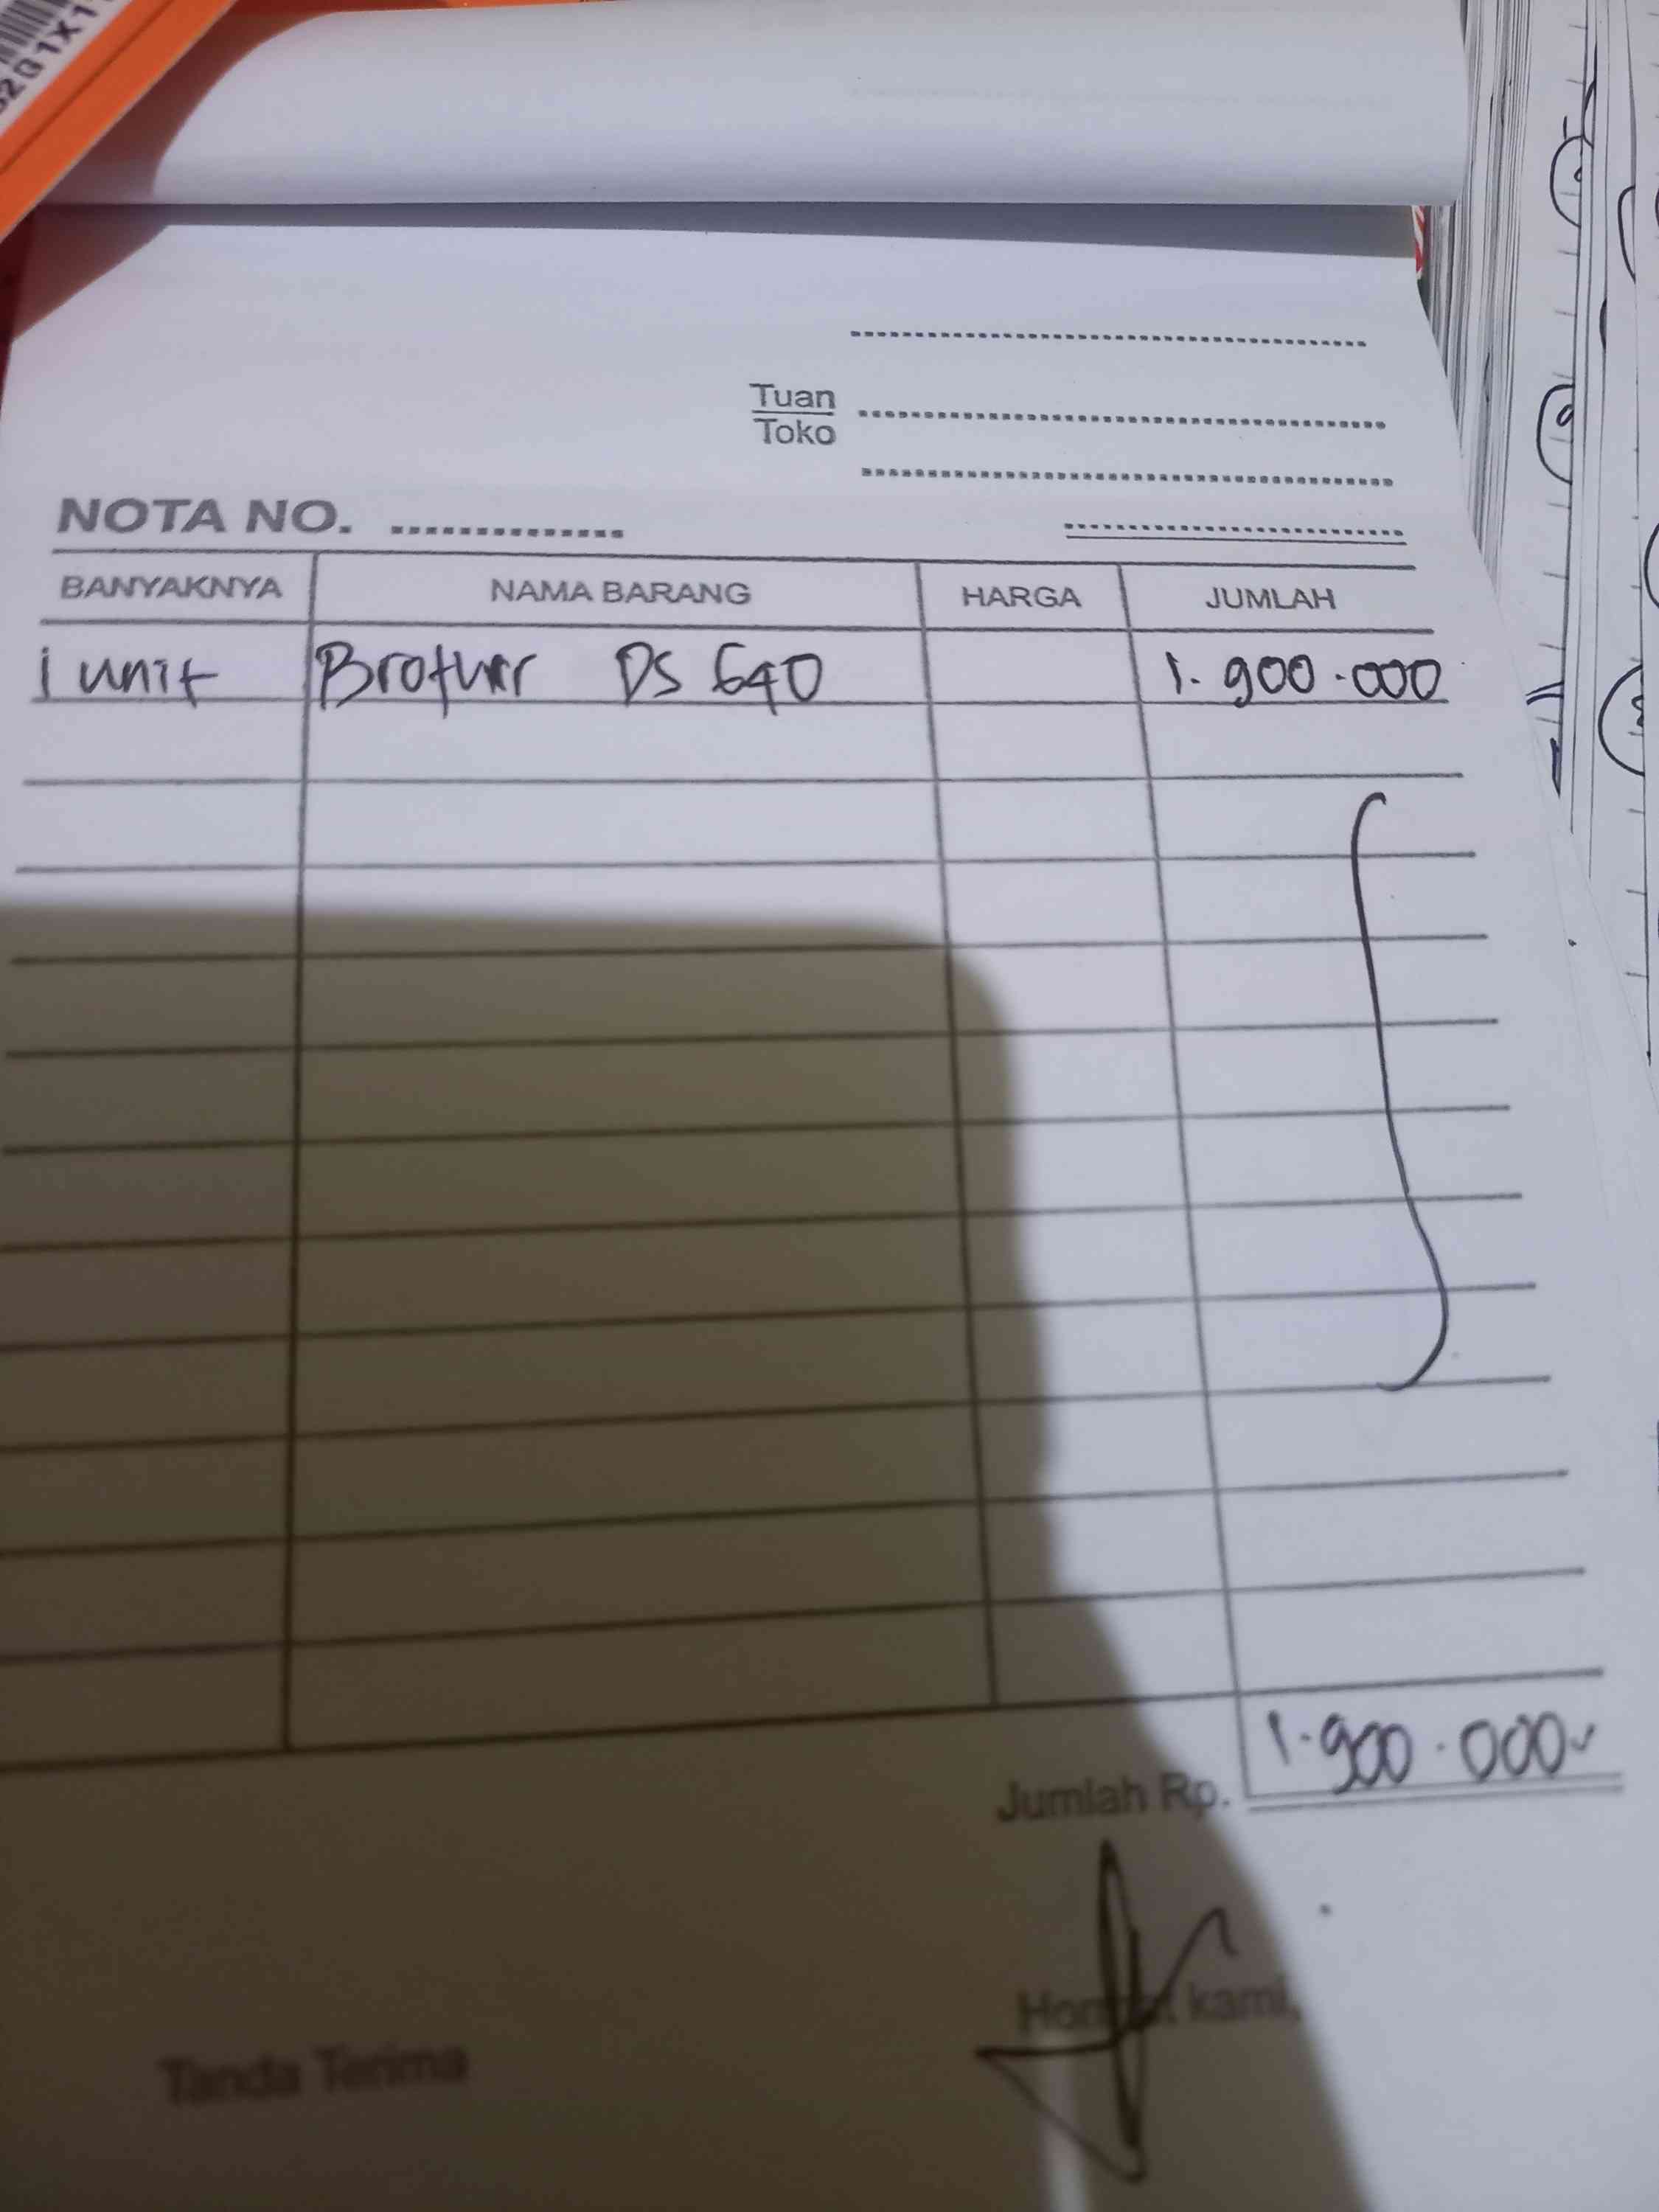 Tuan
Toko
NOTA NO. ...............
BANYAKNYA NAMA BARANG HARGA JUMLAH
1 unit Brother DS 640 1.900.000
Jumlah Rp. 1.900.000
Hormat kami,
Tanda Terima